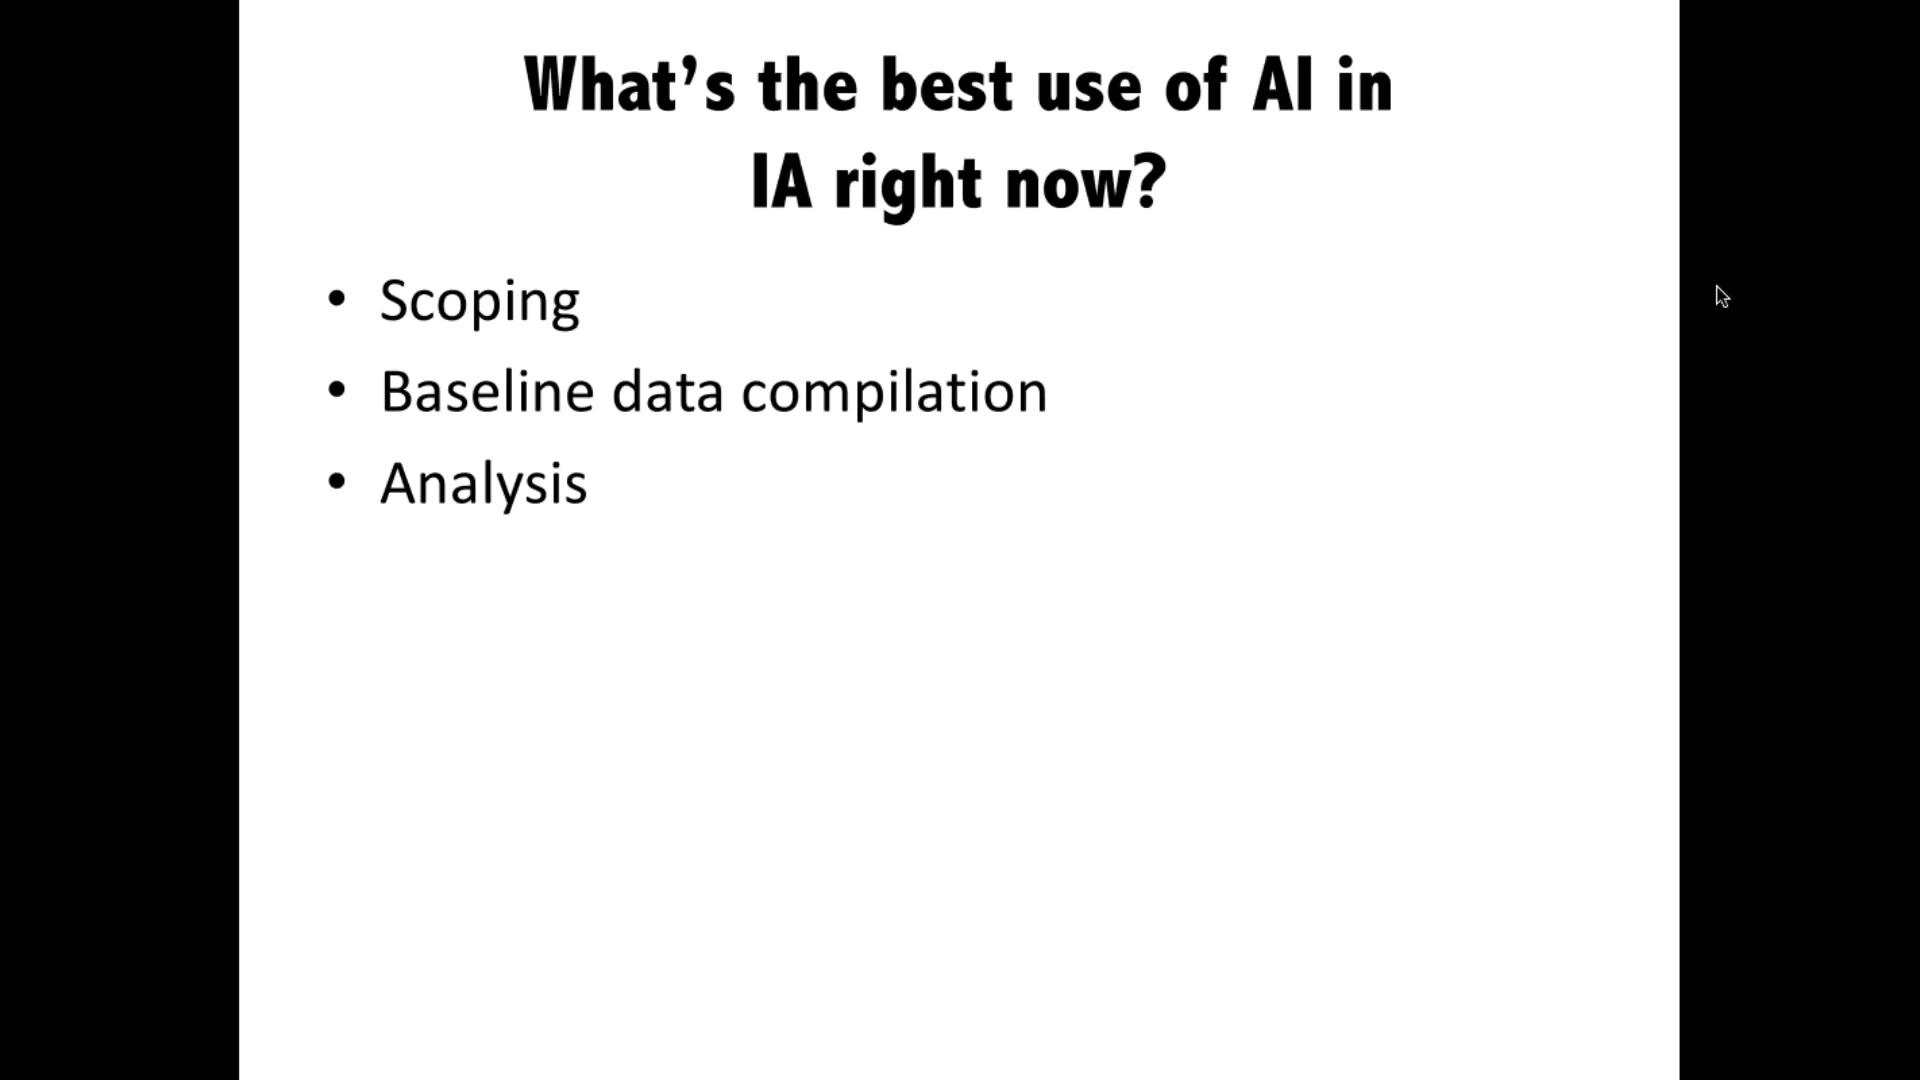 What’s the best use of AI in
IA right now?
• Scoping
• Baseline data compilation
• Analysis